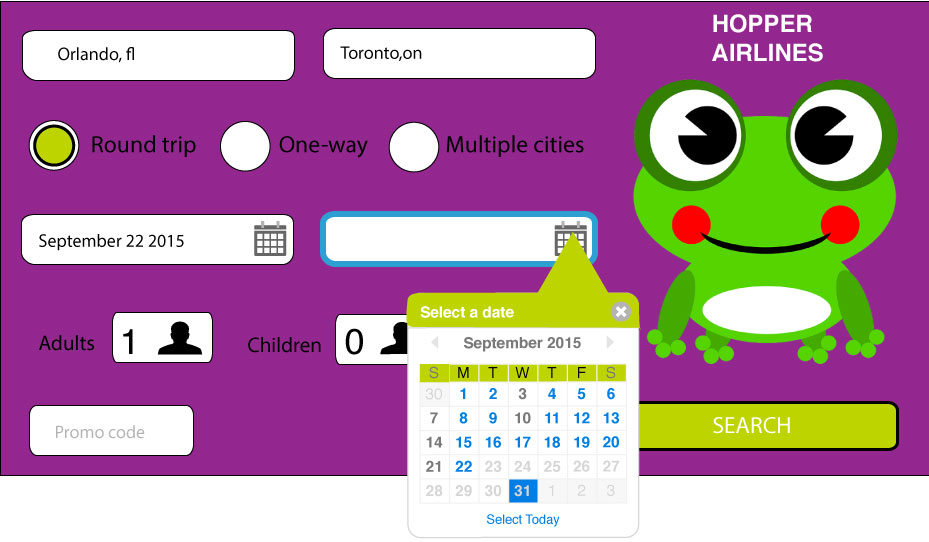 HOPPER
AIRLINES
Orlando, fl
Toronto,on
Round trip One-way Multiple cities
September 22 2015
Select a date
September 2015
S M T W T F S
30 1 2 3 4 5 6
7 8 9 10 11 12 13
14 15 16 17 18 19 20
21 22 23 24 25 26 27
28 29 30 31 1 2 3
Select Today
Adults 1 Children 0
Promo code
SEARCH